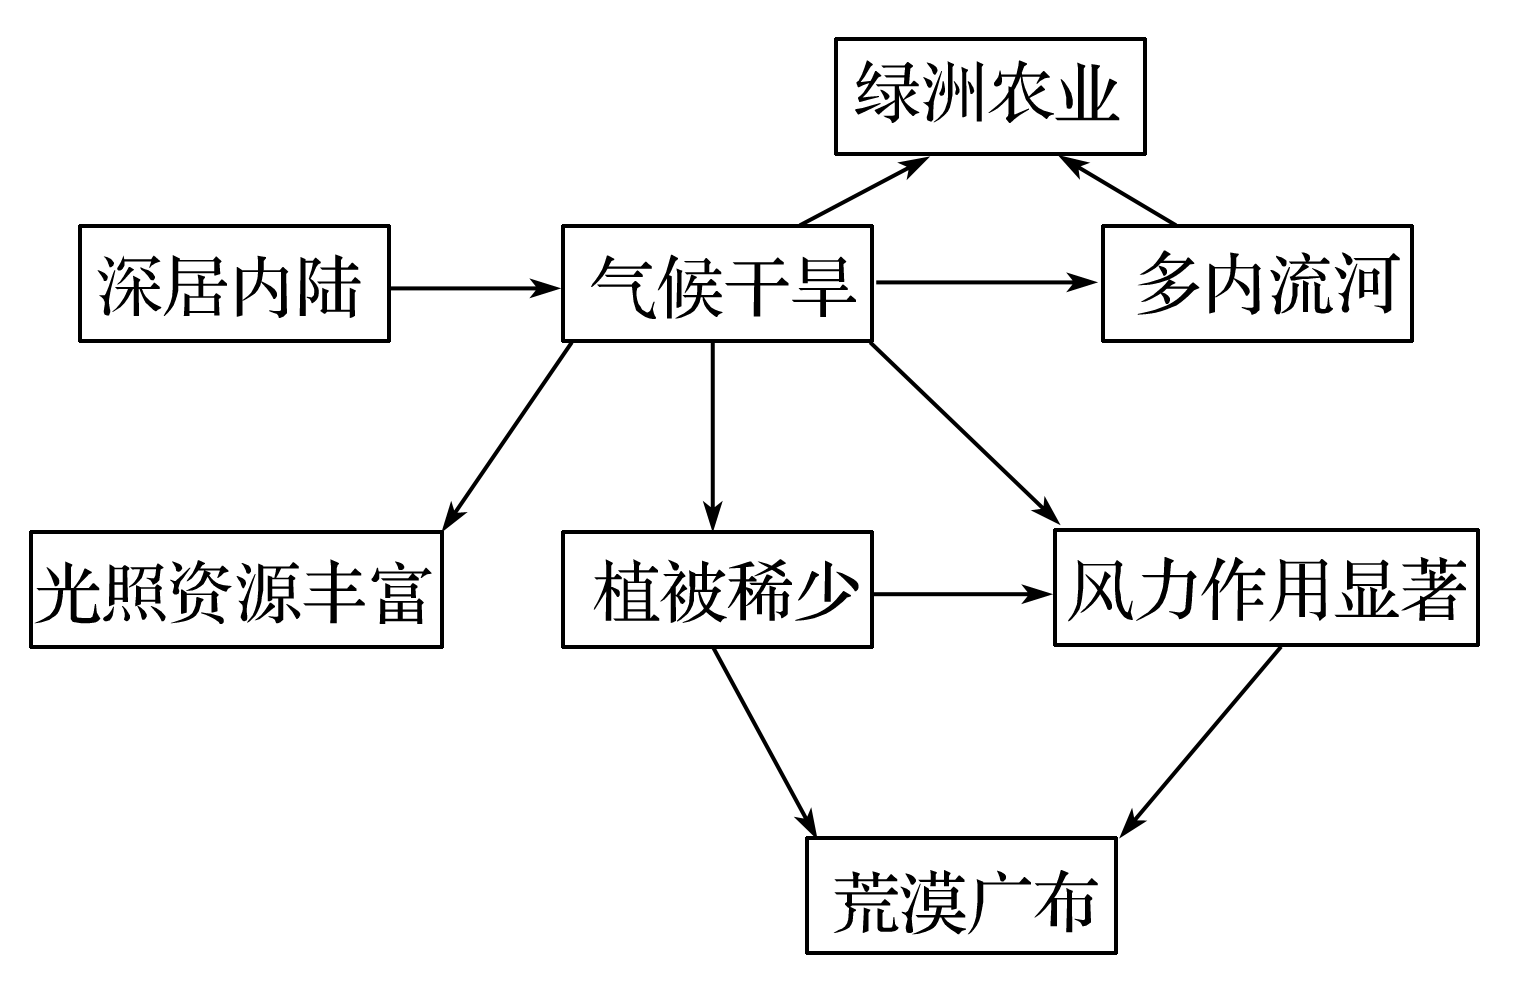 绿洲农业
深居内陆
气候干旱
多内流河
光照资源丰富
植被稀少
风力作用显著
荒漠广布